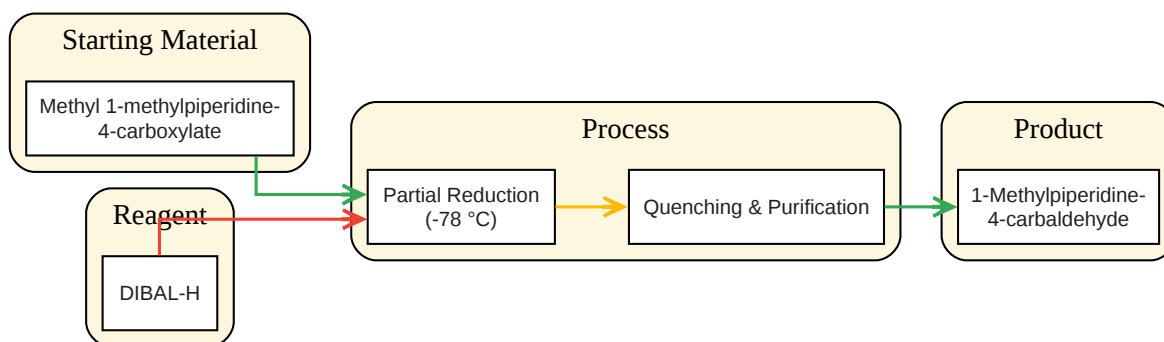 Starting Material
Methyl 1-methylpiperidine-
4-carboxylate
Reagent
DIBAL-H
Process
Partial Reduction
(-78 °C)
Quenching & Purification
Product
1-Methylpiperidine-
4-carbaldehyde